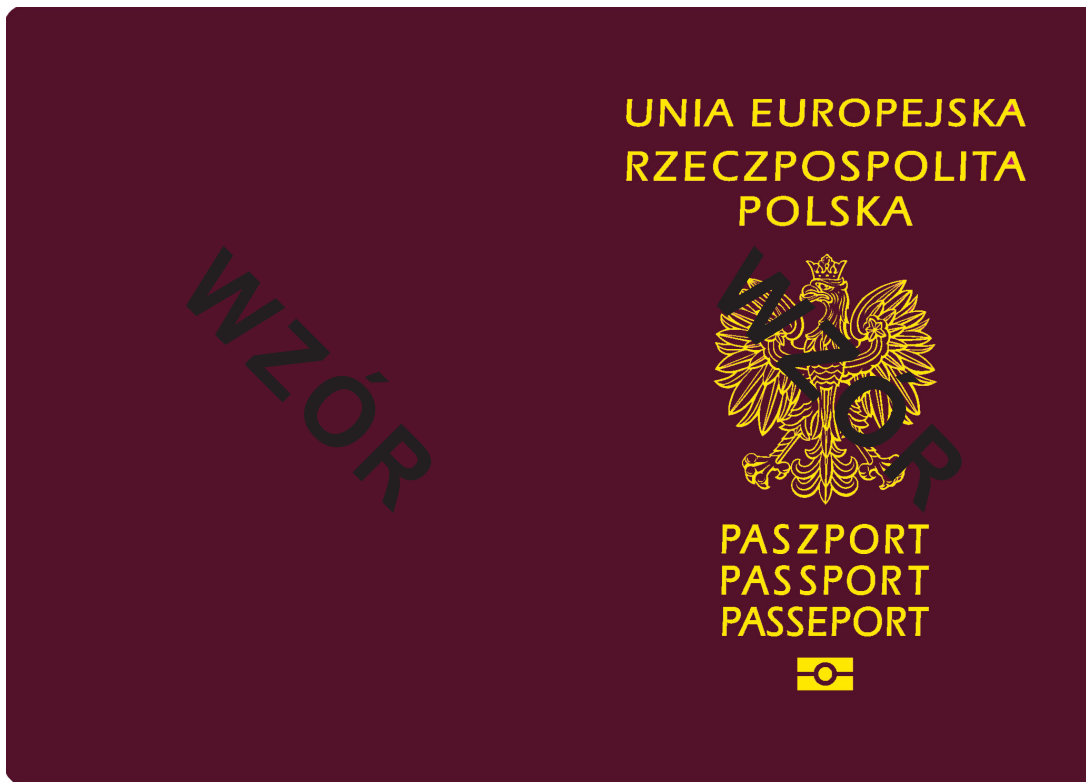 UNIA EUROPEJSKA
RZECZPOSPOLITA
POLSKA
WZÓR
WZÓR
PASZPORT
PASSPORT
PASSEPORT